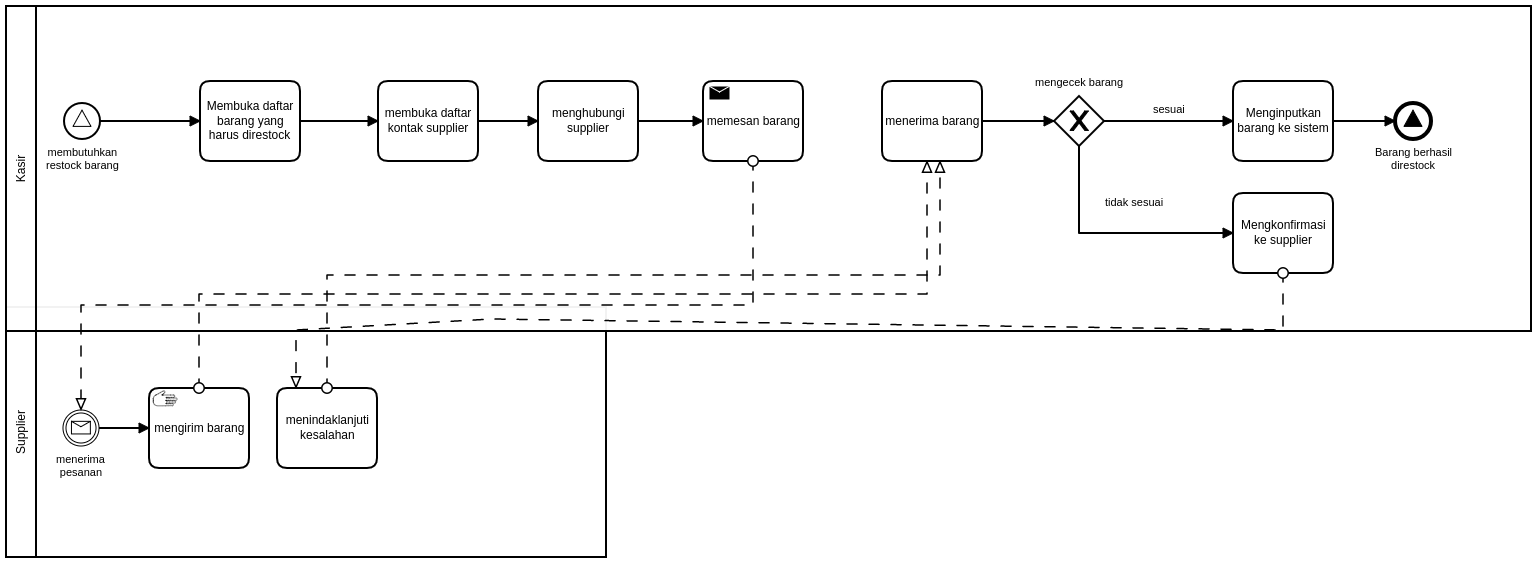 Kasir
membutuhkan
restock barang
Membuka daftar
barang yang
harus direstock
membuka daftar
kontak supplier
menghubungi
supplier
memesan barang
menerima barang
mengecek barang
sesuai
Menginputkan
barang ke sistem
Barang berhasil
direstock
tidak sesuai
Mengkonfirmasi
ke supplier
Supplier
menerima
pesanan
mengirim barang
menindaklanjuti
kesalahan